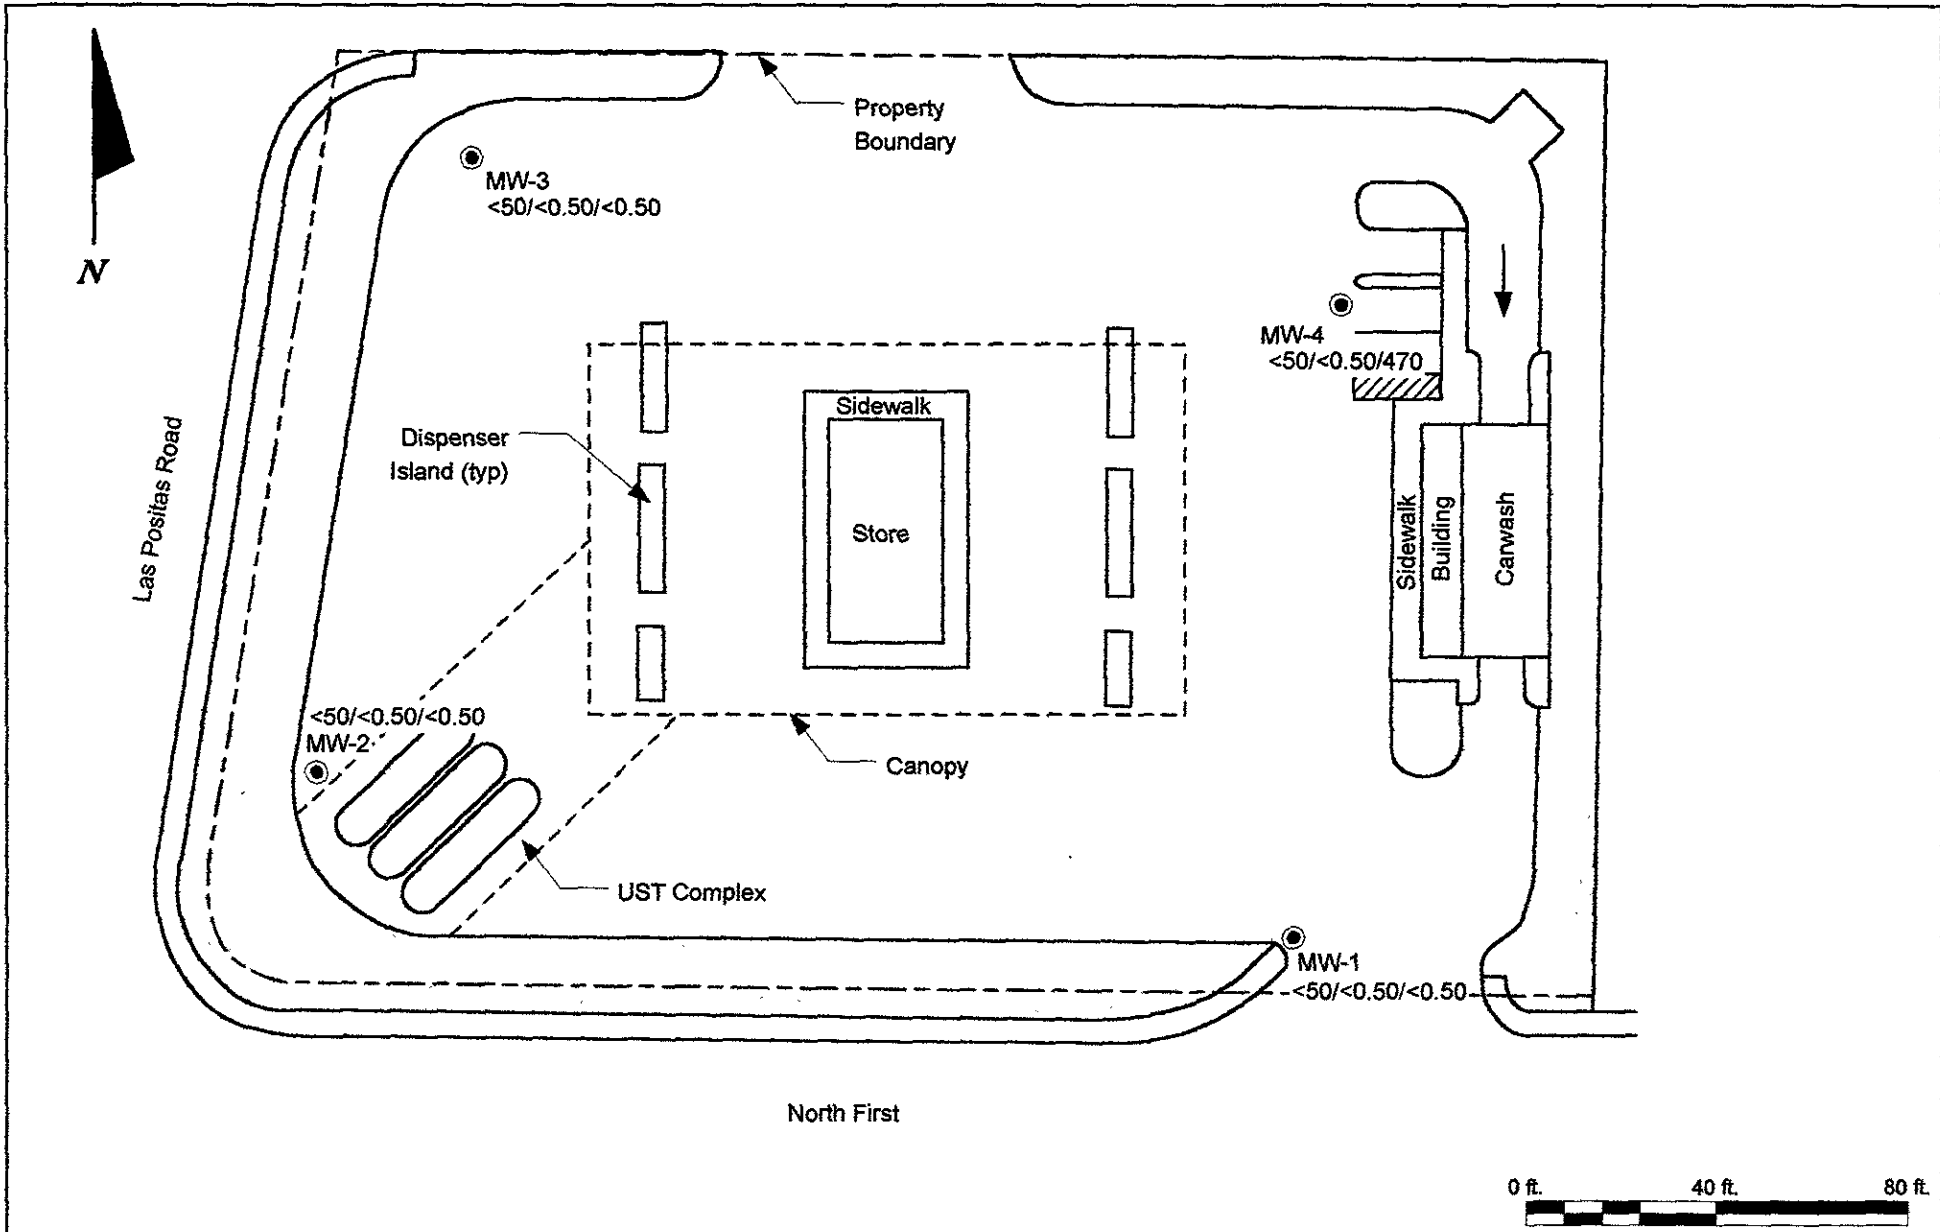 Property
Boundary
MW-3
<50/<0.50/<0.50
N
MW-4
<50/<0.50/470
Sidewalk
Dispenser
Island (typ)
Store
Las Positas Road
Sidewalk
Building
Carwash
<50/<0.50/<0.50
MW-2
Canopy
UST Complex
MW-1
<50/<0.50/<0.50
North First
0 ft. 40 ft. 80 ft.